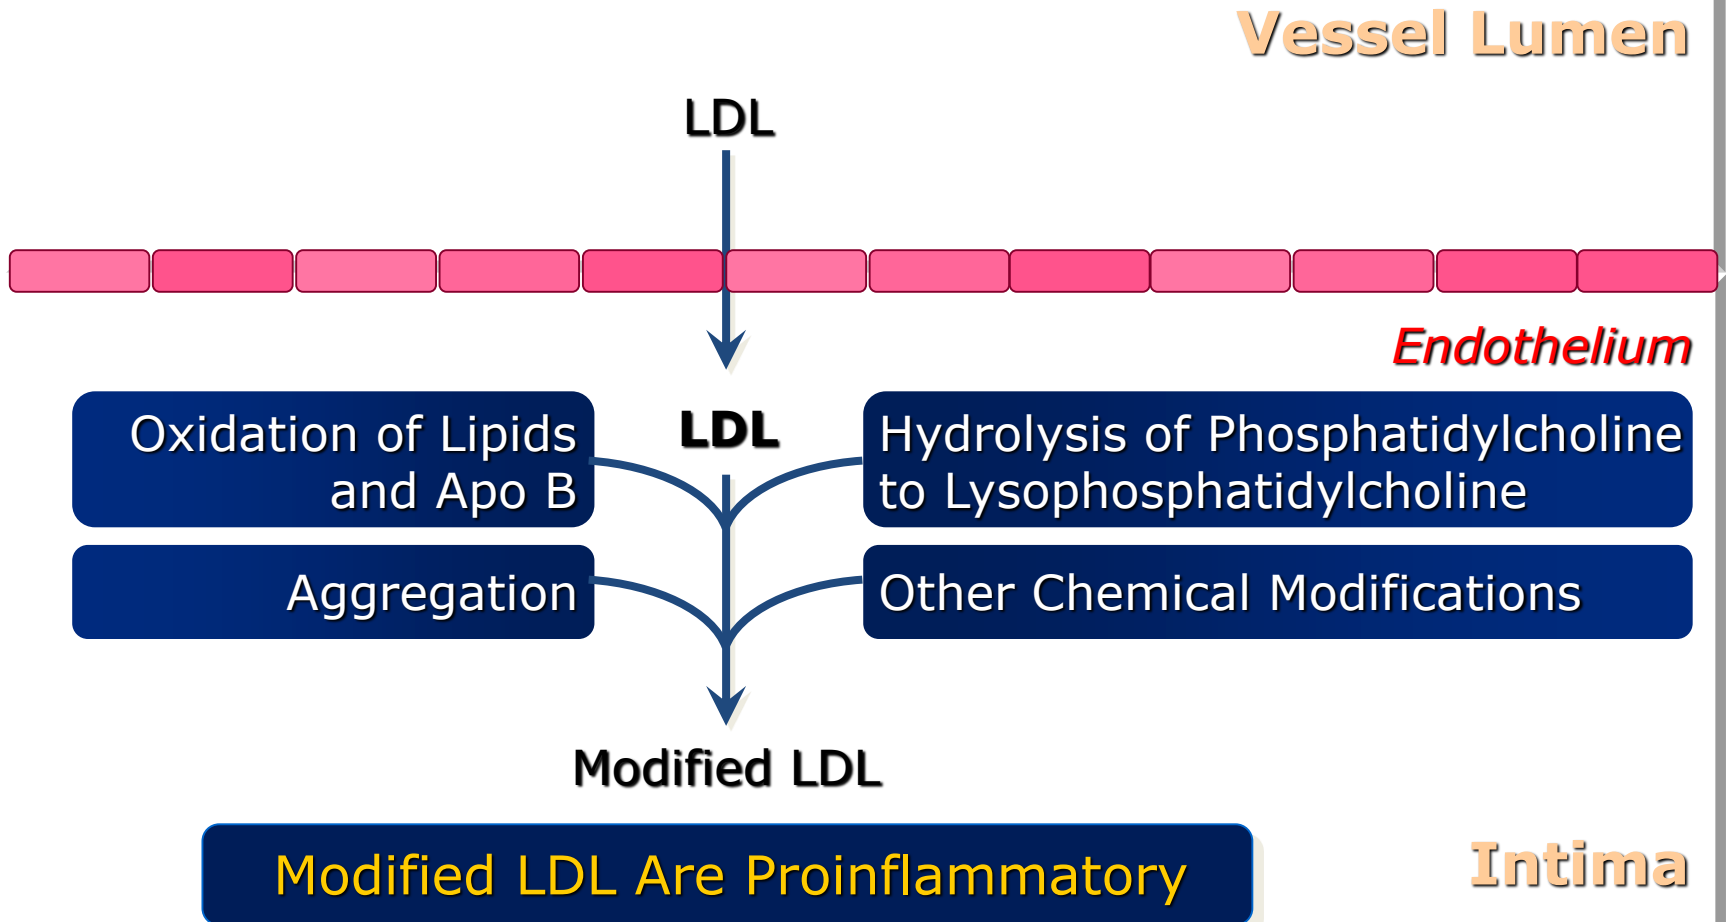 Vessel Lumen
LDL
Endothelium
Oxidation of Lipids
and Apo B
LDL
Hydrolysis of Phosphatidylcholine
to Lysophosphatidylcholine
Aggregation
Other Chemical Modifications
Modified LDL
Modified LDL Are Proinflammatory
Intima